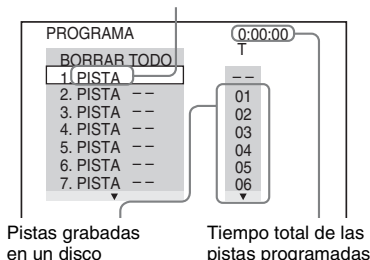 PROGRAMA 0:00:00
T
BORRAR TODO
1. PISTA – –
2. PISTA – – 01
3. PISTA – – 02
4. PISTA – – 03
5. PISTA – – 04
6. PISTA – – 05
7. PISTA – – 06
Pistas grabadas en un disco
Tiempo total de las pistas programadas